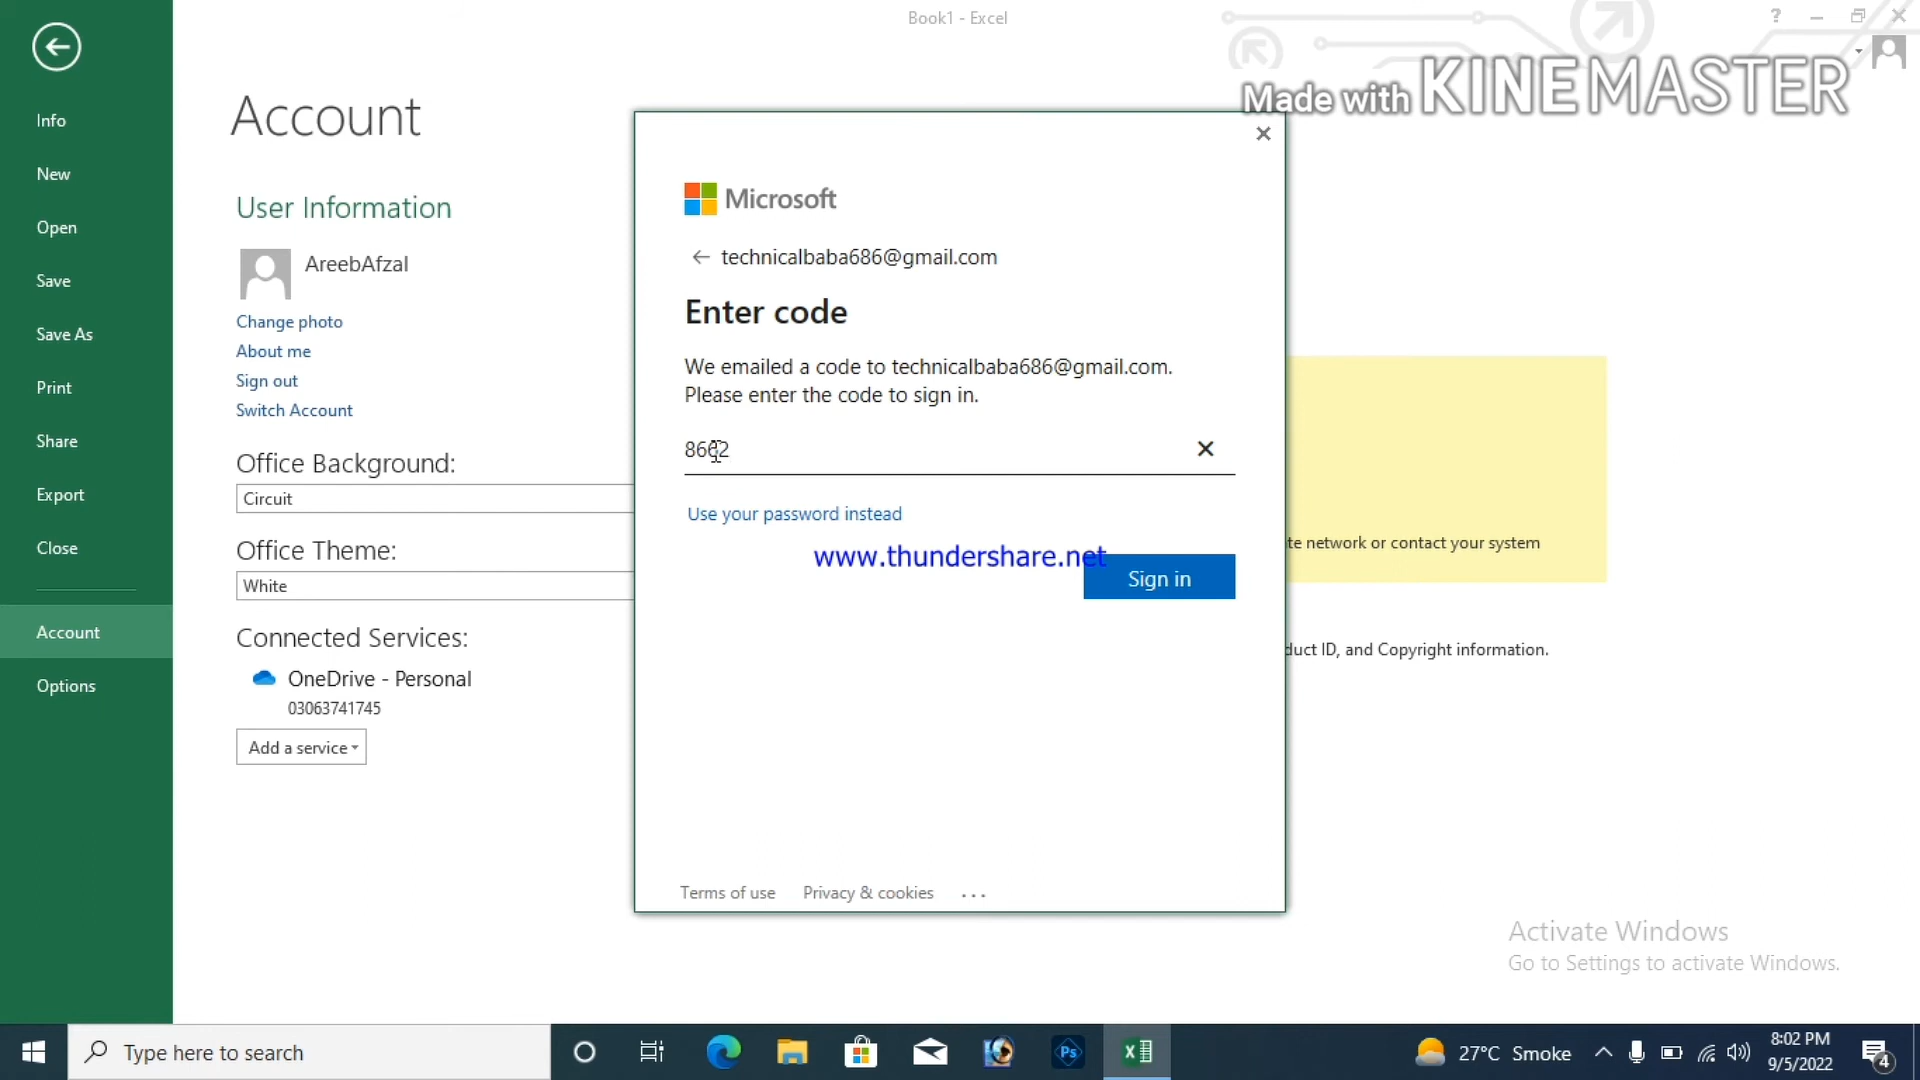 Book1 - Excel
?
Made with KINEMASTER
Info
New
Open
Save
Save As
Print
Share
Export
Close
Account
Options
Account
User Information
AreebAfzal
Change photo
About me
Sign out
Switch Account
Office Background:
Circuit
Office Theme:
White
Connected Services:
OneDrive - Personal
03063741745
Add a service
Microsoft
technicalbaba686@gmail.com
Enter code
We emailed a code to technicalbaba686@gmail.com.
Please enter the code to sign in.
Use your password instead
www.thundershare.net
Sign in
Terms of use Privacy & cookies ...
network or contact your system
ID, and Copyright information.
Activate Windows
Go to Settings to activate Windows.
Type here to search
Ps
27°C Smoke
8:02 PM
9/5/2022
4